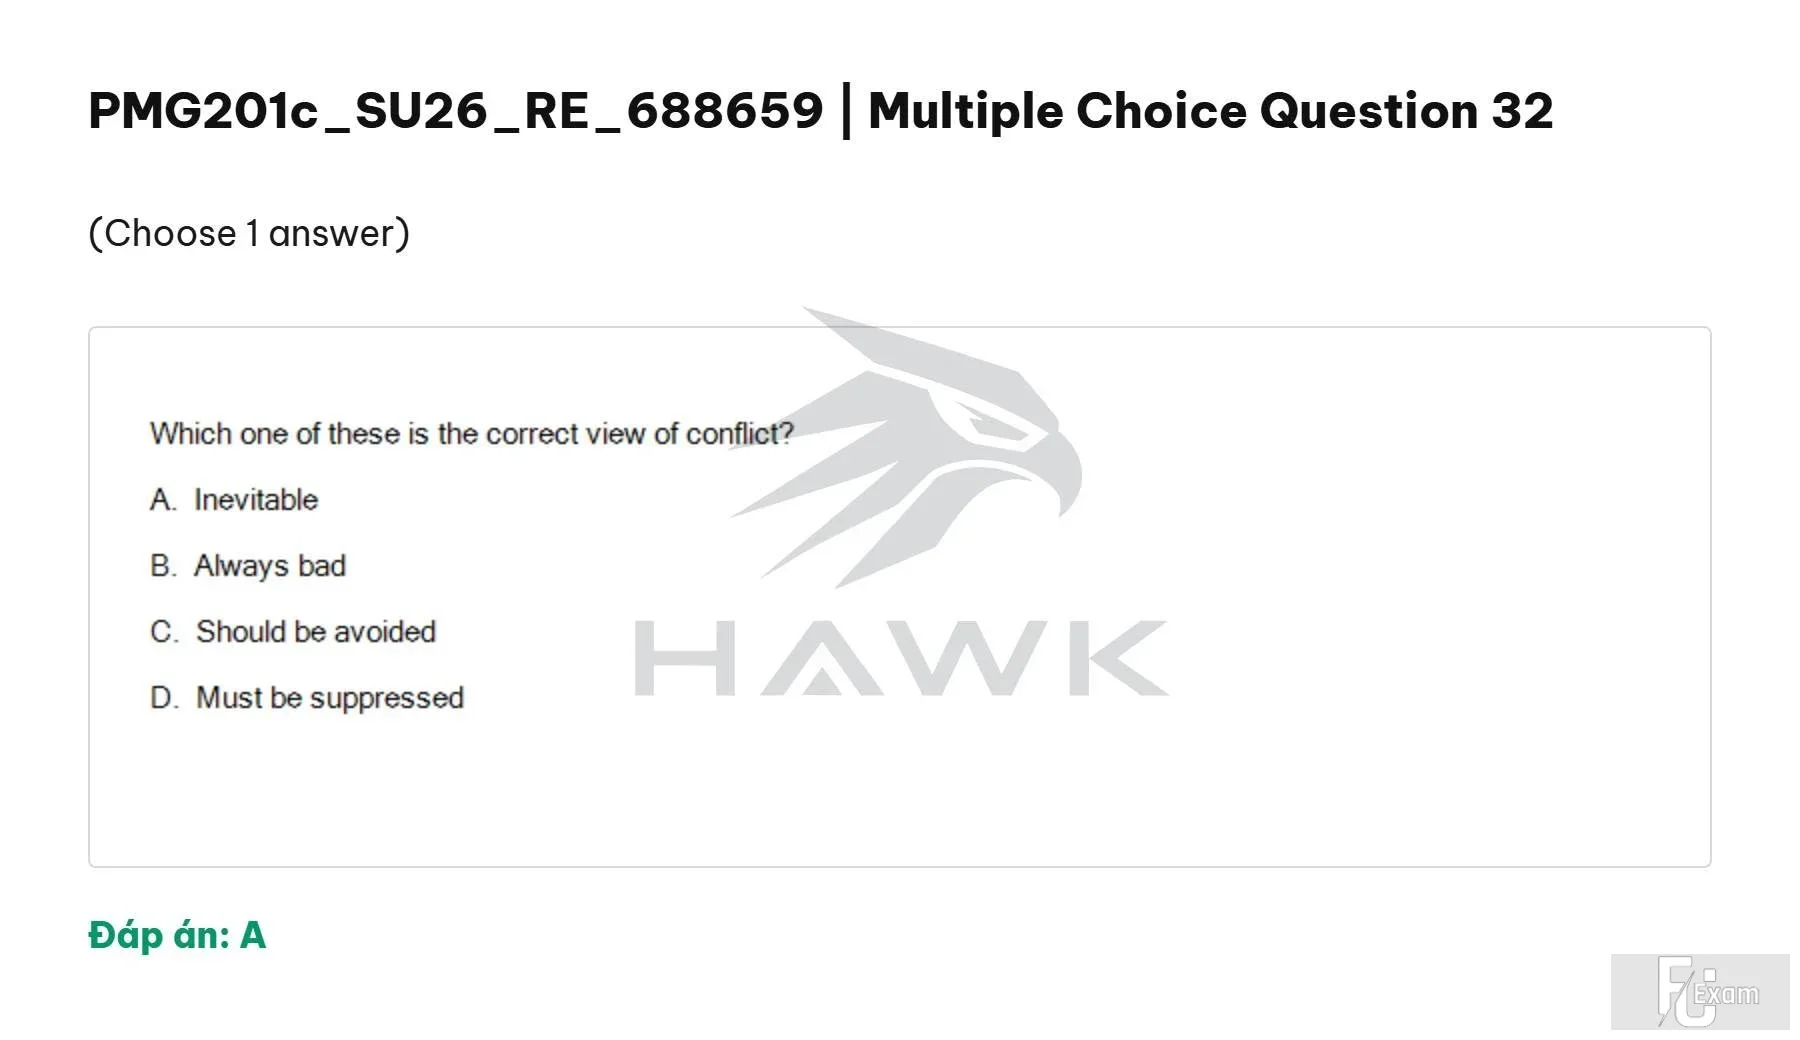 PMG201c_SU26_RE_688659 | Multiple Choice Question 32
(Choose 1 answer)
Which one of these is the correct view of conflict?
A. Inevitable
B. Always bad
C. Should be avoided
D. Must be suppressed
HAWK
Đáp án: A
FU Exam